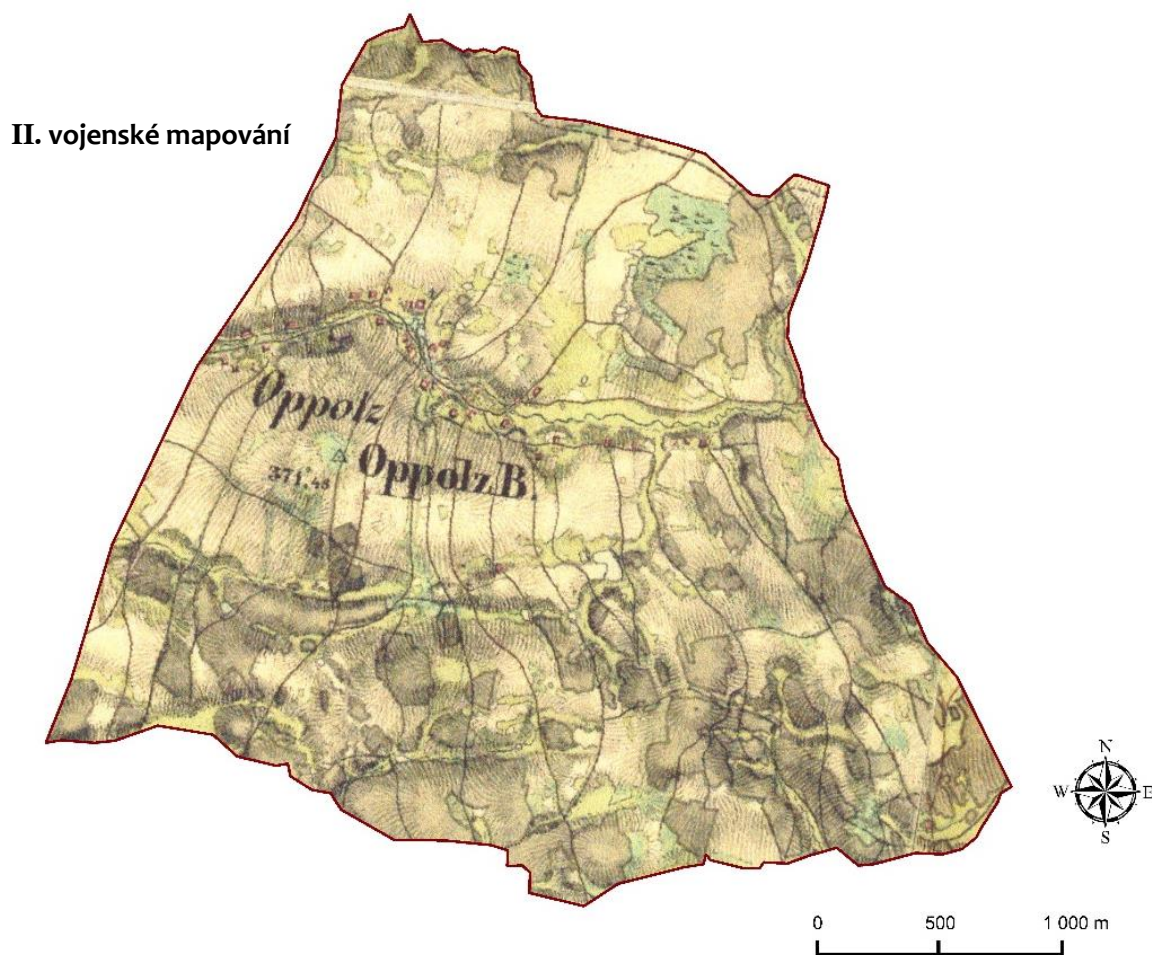 II. vojenské mapování
Oppolz
Oppolz B.
371°,48
N
W E
S
0 500 1 000 m